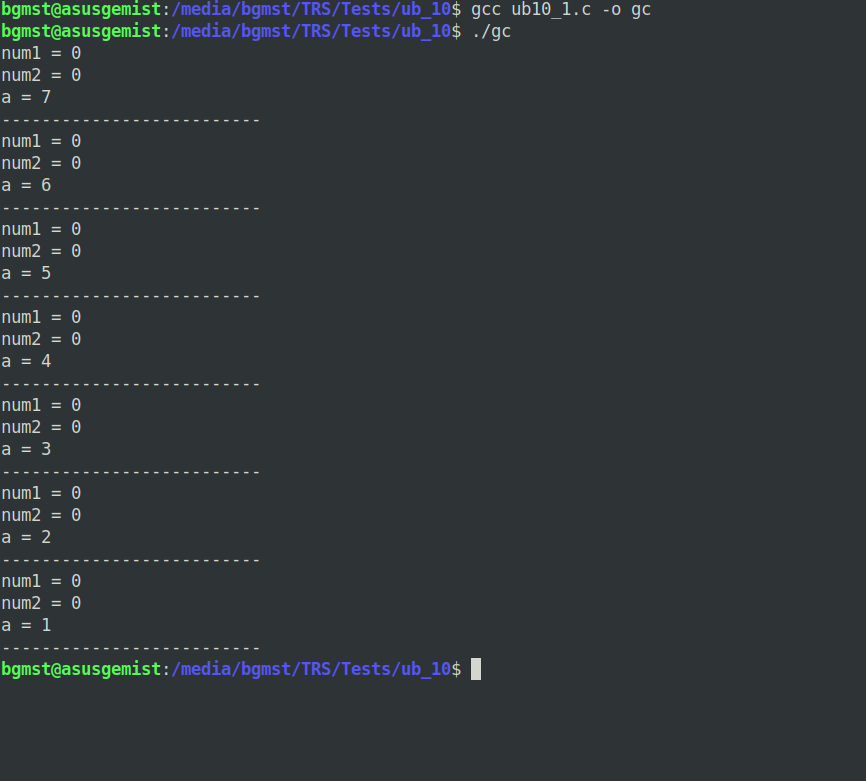 bgmst@asusgemist:/media/bgmst/TRS/Tests/ub_10$ gcc ub10_1.c -o gc
bgmst@asusgemist:/media/bgmst/TRS/Tests/ub_10$ ./gc
num1 = 0
num2 = 0
a = 7
--------------------------
num1 = 0
num2 = 0
a = 6
--------------------------
num1 = 0
num2 = 0
a = 5
--------------------------
num1 = 0
num2 = 0
a = 4
--------------------------
num1 = 0
num2 = 0
a = 3
--------------------------
num1 = 0
num2 = 0
a = 2
--------------------------
num1 = 0
num2 = 0
a = 1
--------------------------
bgmst@asusgemist:/media/bgmst/TRS/Tests/ub_10$